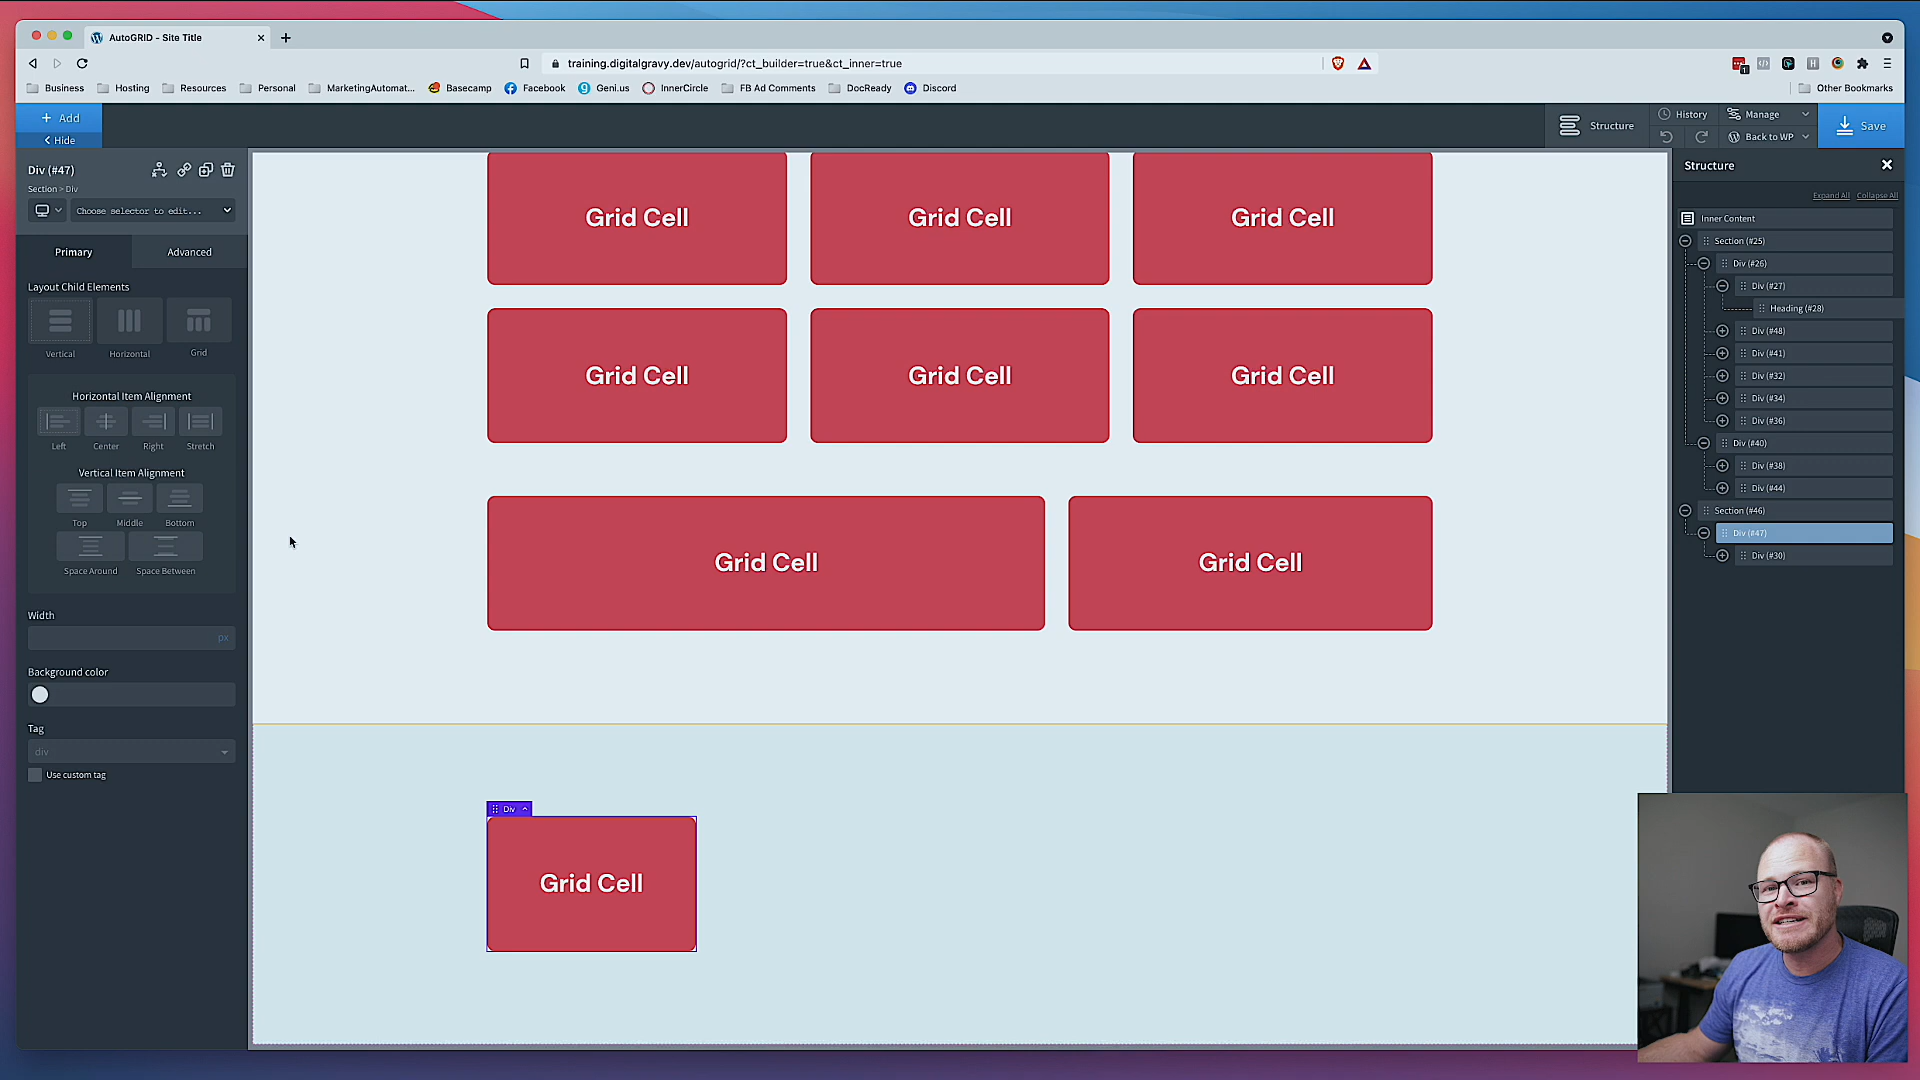 AutoGRID - Site Title
training.digitalgravy.dev/autogrid/?ct_builder=true&ct_inner=true
1
Business
Hosting
Resources
Personal
MarketingAutomat...
Basecamp
Facebook
Geni.us
InnerCircle
FB Ad Comments
DocReady
Discord
Other Bookmarks
+ Add
Hide
Structure
History
Manage
Back to WP
Save
Div (#47)
Section > Div
Choose selector to edit...
Primary
Advanced
Layout Child Elements
Vertical
Horizontal
Grid
Horizontal Item Alignment
Left
Center
Right
Stretch
Vertical Item Alignment
Top
Middle
Bottom
Space Around
Space Between
Width
px
Background color
Tag
div
Use custom tag
Grid Cell
Grid Cell
Grid Cell
Grid Cell
Grid Cell
Grid Cell
Grid Cell
Grid Cell
Div
Grid Cell
Structure
Expand All
Collapse All
Inner Content
Section (#25)
Div (#26)
Div (#27)
Heading (#28)
Div (#48)
Div (#41)
Div (#32)
Div (#34)
Div (#36)
Div (#40)
Div (#38)
Div (#44)
Section (#46)
Div (#47)
Div (#30)